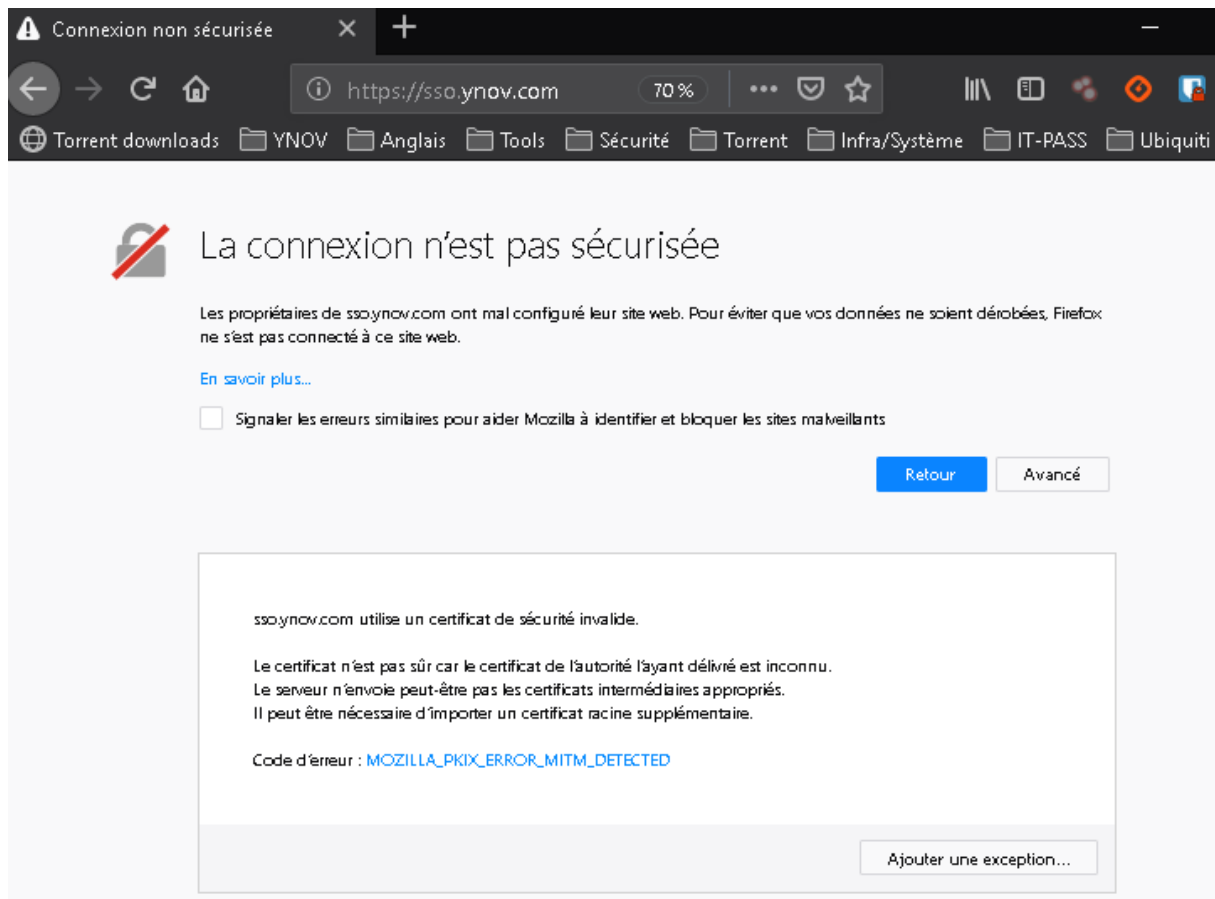 Connexion non sécurisée
https://sso.ynov.com 70 %
Torrent downloads YNOV Anglais Tools Sécurité Torrent Infra/Système IT-PASS Ubiquiti
La connexion n'est pas sécurisée
Les propriétaires de sso.ynov.com ont mal configuré leur site web. Pour éviter que vos données ne soient dérobées, Firefox
ne s'est pas connecté à ce site web.
En savoir plus...
Signaler les erreurs similaires pour aider Mozilla à identifier et bloquer les sites malveillants
Retour Avancé
sso.ynov.com utilise un certificat de sécurité invalide.
Le certificat n'est pas sûr car le certificat de l'autorité l'ayant délivré est inconnu.
Le serveur n'envoie peut-être pas les certificats intermédiaires appropriés.
Il peut être nécessaire d'importer un certificat racine supplémentaire.
Code d'erreur : MOZILLA_PKIX_ERROR_MITM_DETECTED
Ajouter une exception...